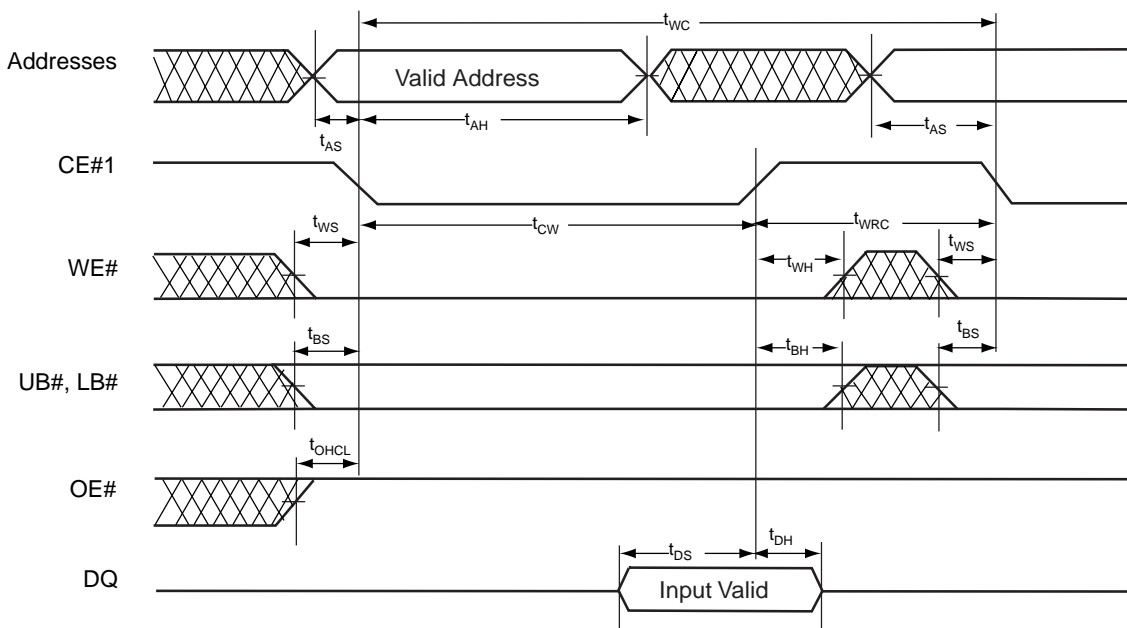 tWC
Addresses
Valid Address
tAS
tAH
tAS
CE#1
tWS
tCW
tWRC
WE#
tWH
tWS
tBS
tBH
tBS
UB#, LB#
tOHCL
OE#
tDS
tDH
DQ
Input Valid